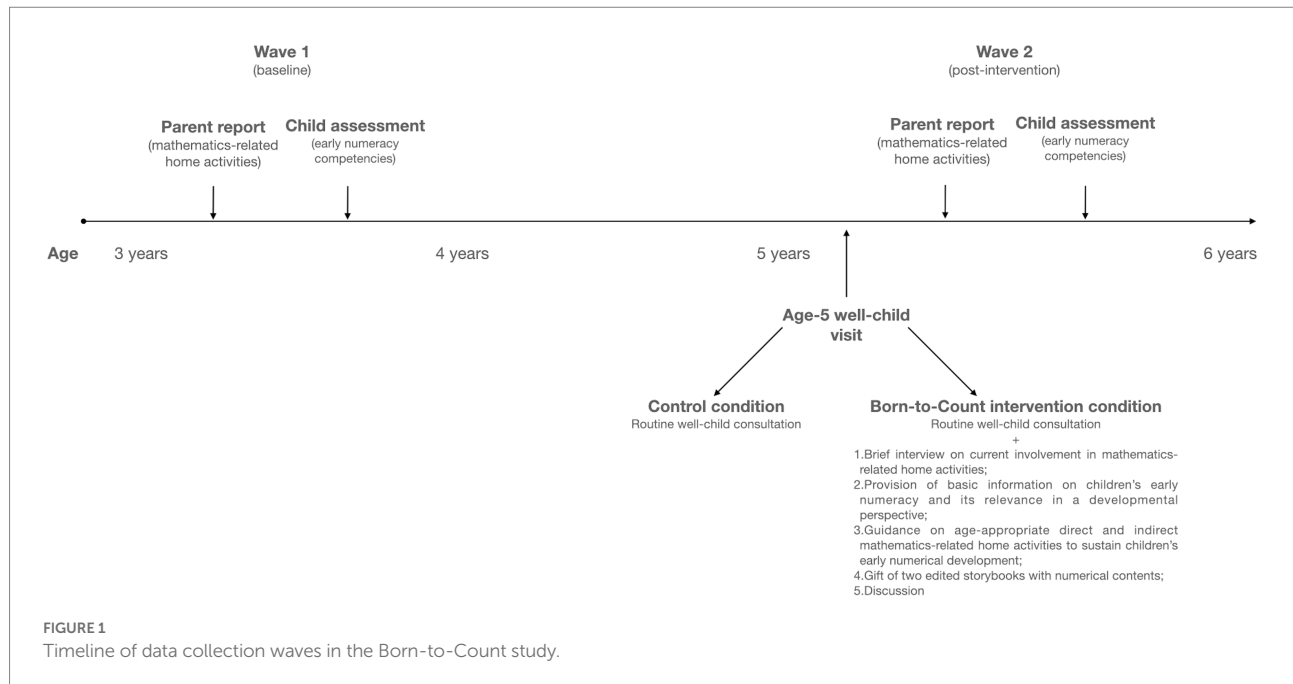 Wave 1
(baseline)
Wave 2
(post-intervention)
Parent report
(mathematics-related
home activities)
Child assessment
(early numeracy
competencies)
Parent report
(mathematics-related
home activities)
Child assessment
(early numeracy
competencies)
Age
3 years
4 years
5 years
6 years
Age-5 well-child
visit
Control condition
Routine well-child consultation
Born-to-Count intervention condition
Routine well-child consultation
+
1.Brief interview on current involvement in mathematics-
related home activities;
2.Provision of basic information on children's early
numeracy and its relevance in a developmental
perspective;
3.Guidance on age-appropriate direct and indirect
mathematics-related home activities to sustain children's
early numerical development;
4.Gift of two edited storybooks with numerical contents;
5.Discussion
FIGURE 1
Timeline of data collection waves in the Born-to-Count study.